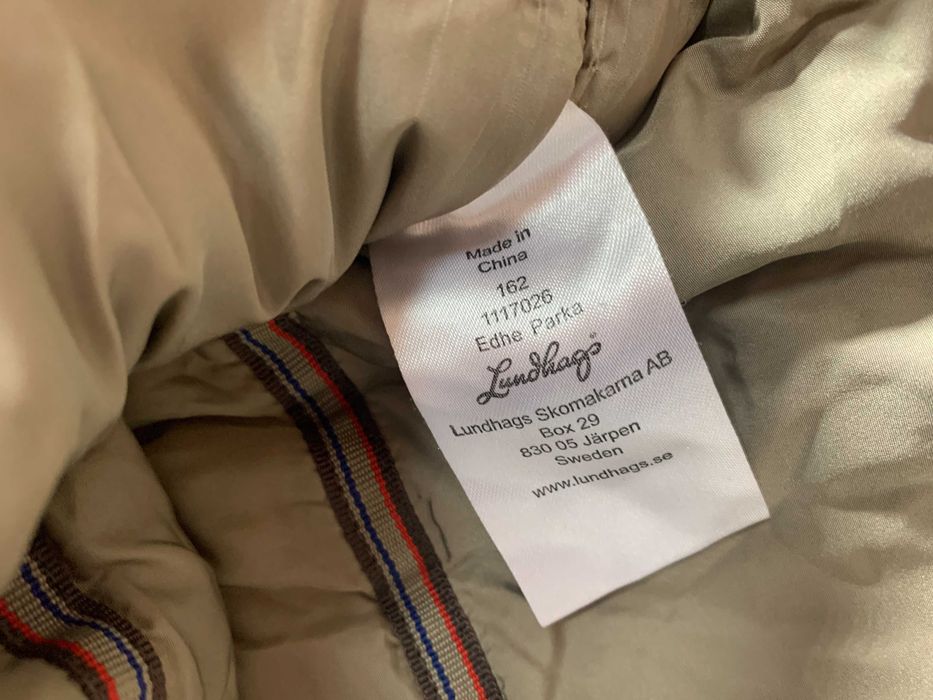 Made in
China
162
1117026
Edhe Parka
Lundhags®
Lundhags Skomakarna AB
Box 29
830 05 Järpen
Sweden
www.lundhags.se